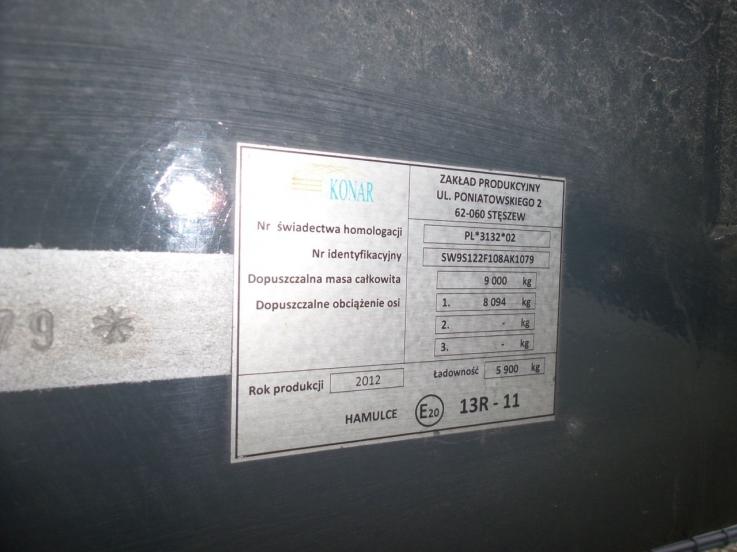 KONAR
ZAKŁAD PRODUKCYJNY
UL. PONIATOWSKIEGO 2
62-060 STĘSZEW
Nr świadectwa homologacji PL*3132*02
Nr identyfikacyjny SW9S122F108AK1079
Dopuszczalna masa całkowita 9 000 kg
Dopuszczalne obciążenie osi 1. 8 094 kg
2. - kg
3. - kg
Rok produkcji 2012 Ładowność 5 900 kg
HAMULCE E20 13R - 11
79 *